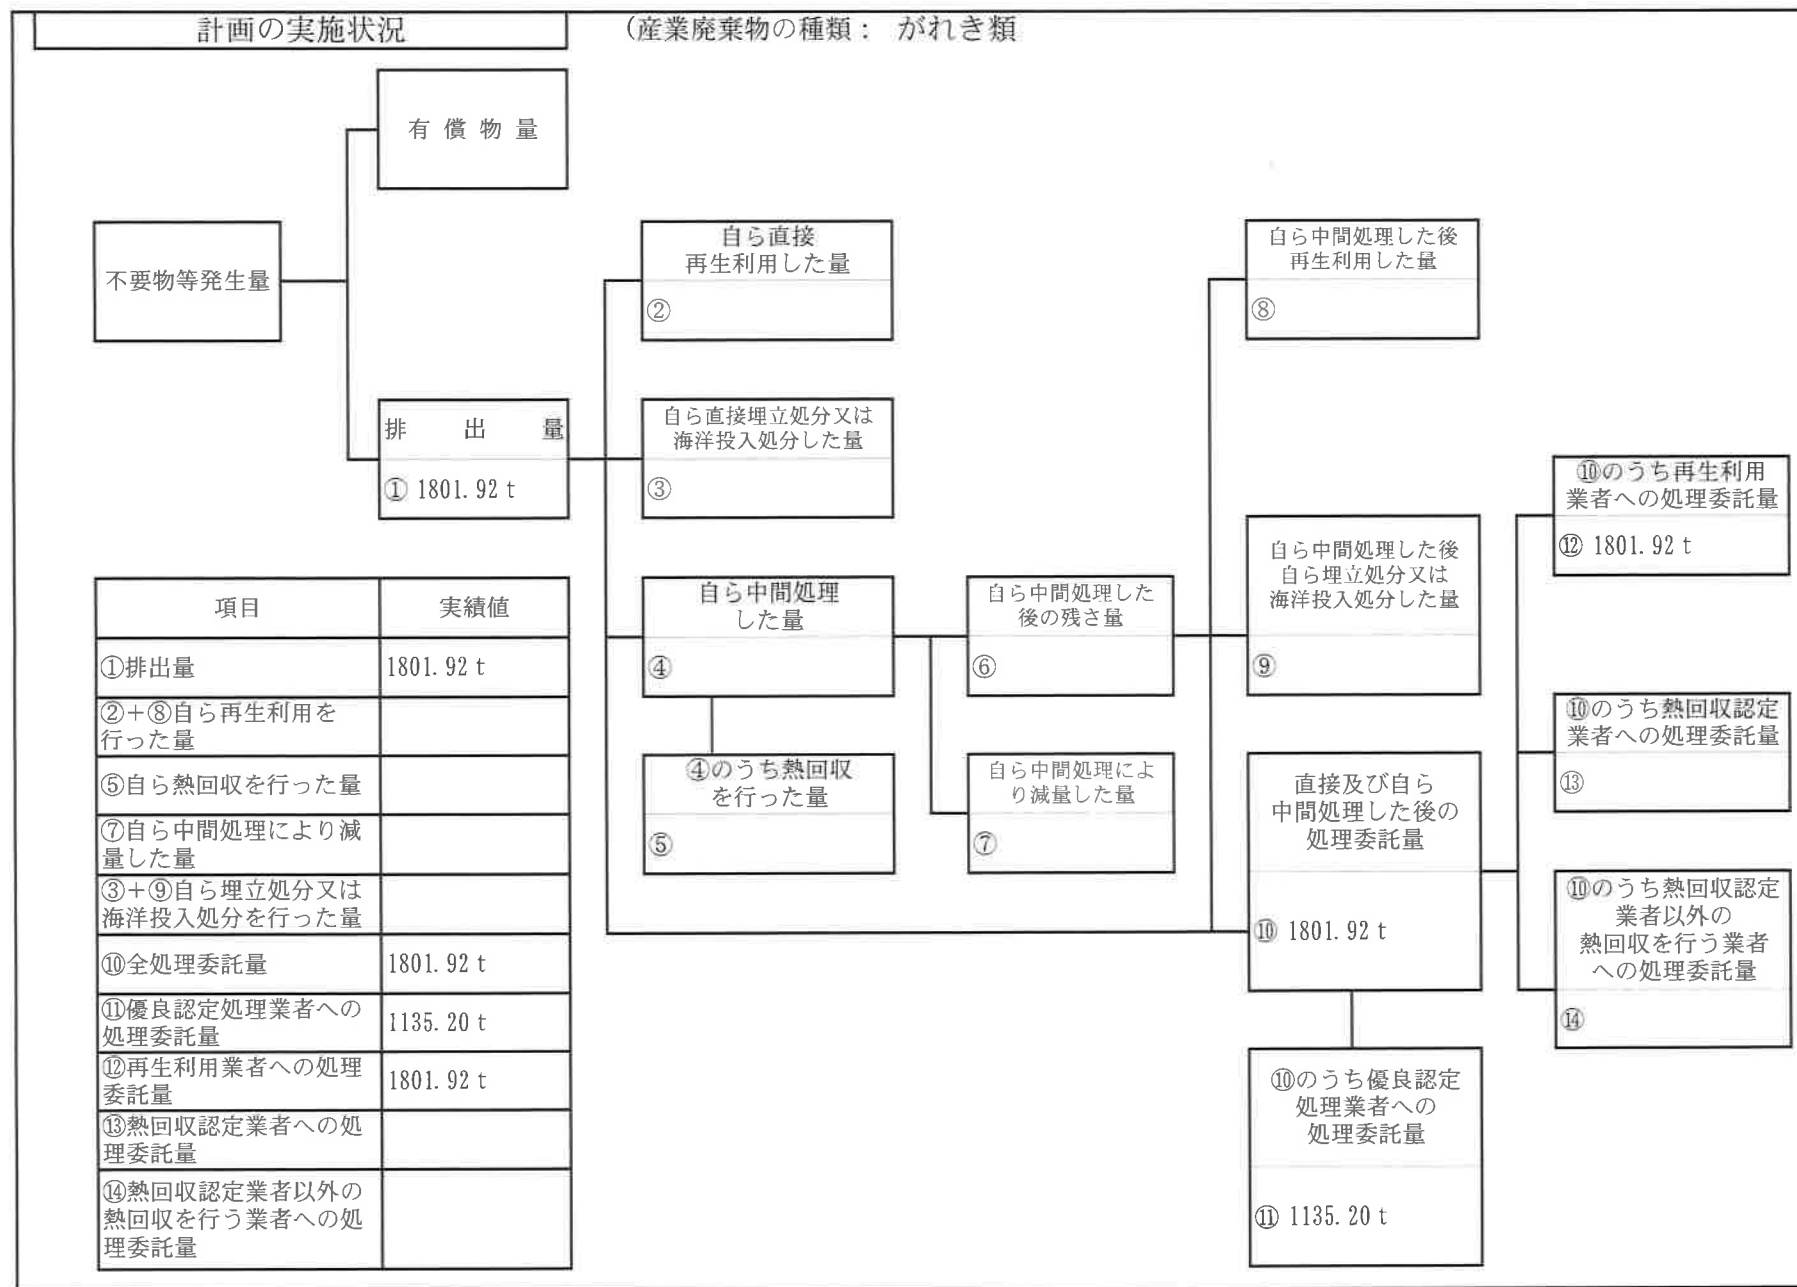 計画の実施状況
(産業廃棄物の種類： がれき類
有償物量
不要物等発生量
排出量
① 1801.92 t
自ら直接
再生利用した量
②
自ら直接埋立処分又は
海洋投入処分した量
③
自ら中間処理
した量
④
④のうち熱回収
を行った量
⑤
自ら中間処理した
後の残さ量
⑥
自ら中間処理によ
り減量した量
⑦
自ら中間処理した後
再生利用した量
⑧
自ら中間処理した後
自ら埋立処分又は
海洋投入処分した量
⑨
直接及び自ら
中間処理した後の
処理委託量
⑩ 1801.92 t
⑩のうち優良認定
処理業者への
処理委託量
⑪ 1135.20 t
⑩のうち再生利用
業者への処理委託量
⑫ 1801.92 t
⑩のうち熱回収認定
業者への処理委託量
⑬
⑩のうち熱回収認定
業者以外の
熱回収を行う業者
への処理委託量
⑭
項目 実績値
①排出量 1801.92 t
②＋⑧自ら再生利用を
行った量
⑤自ら熱回収を行った量
⑦自ら中間処理により減
量した量
③＋⑨自ら埋立処分又は
海洋投入処分を行った量
⑩全処理委託量 1801.92 t
⑪優良認定処理業者への
処理委託量 1135.20 t
⑫再生利用業者への処理
委託量 1801.92 t
⑬熱回収認定業者への処
理委託量
⑭熱回収認定業者以外の
熱回収を行う業者への処
理委託量